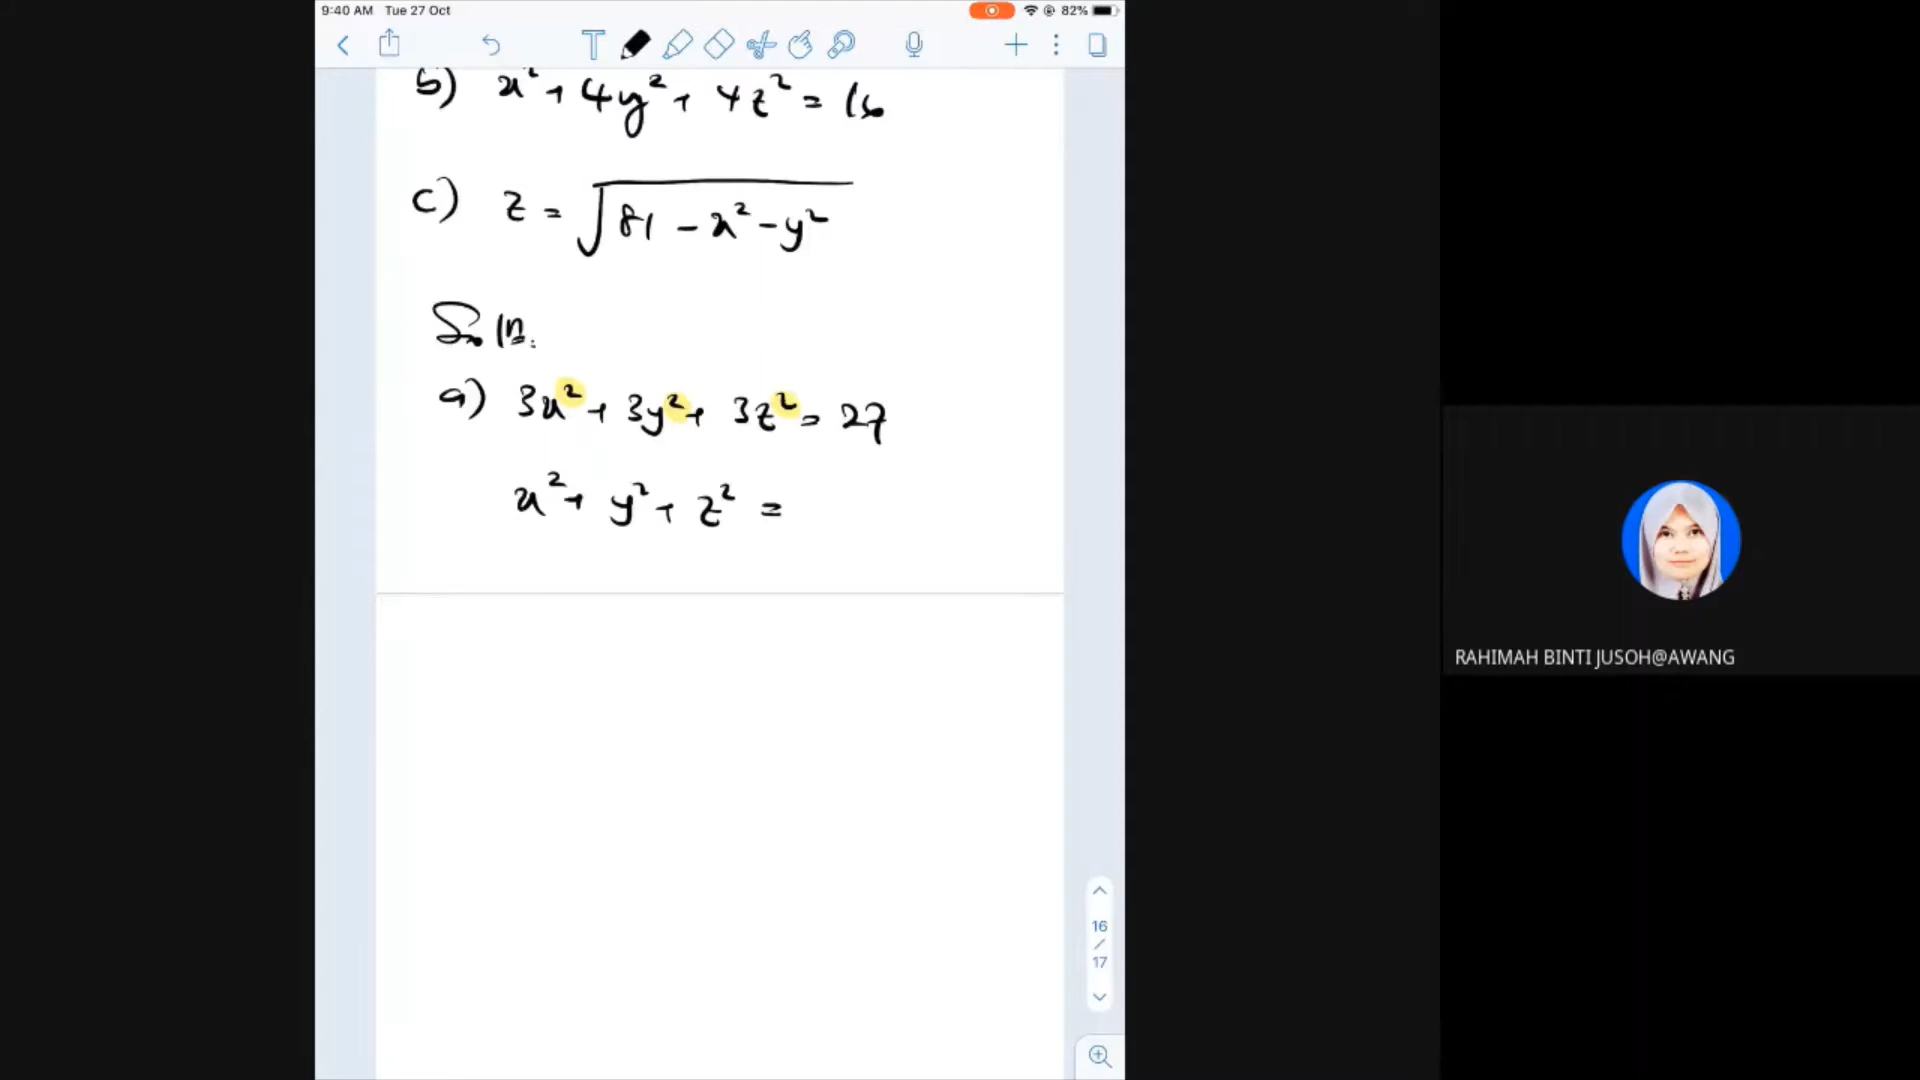 9:40 AM Tue 27 Oct
82%
T
b) x² + 4y² + 4z² = 16
c) z = √81 - x² - y²
Soln.
a) 3x² + 3y² + 3z² = 27
x² + y² + z² =
RAHIMAH BINTI JUSOH@AWANG
16
/
17